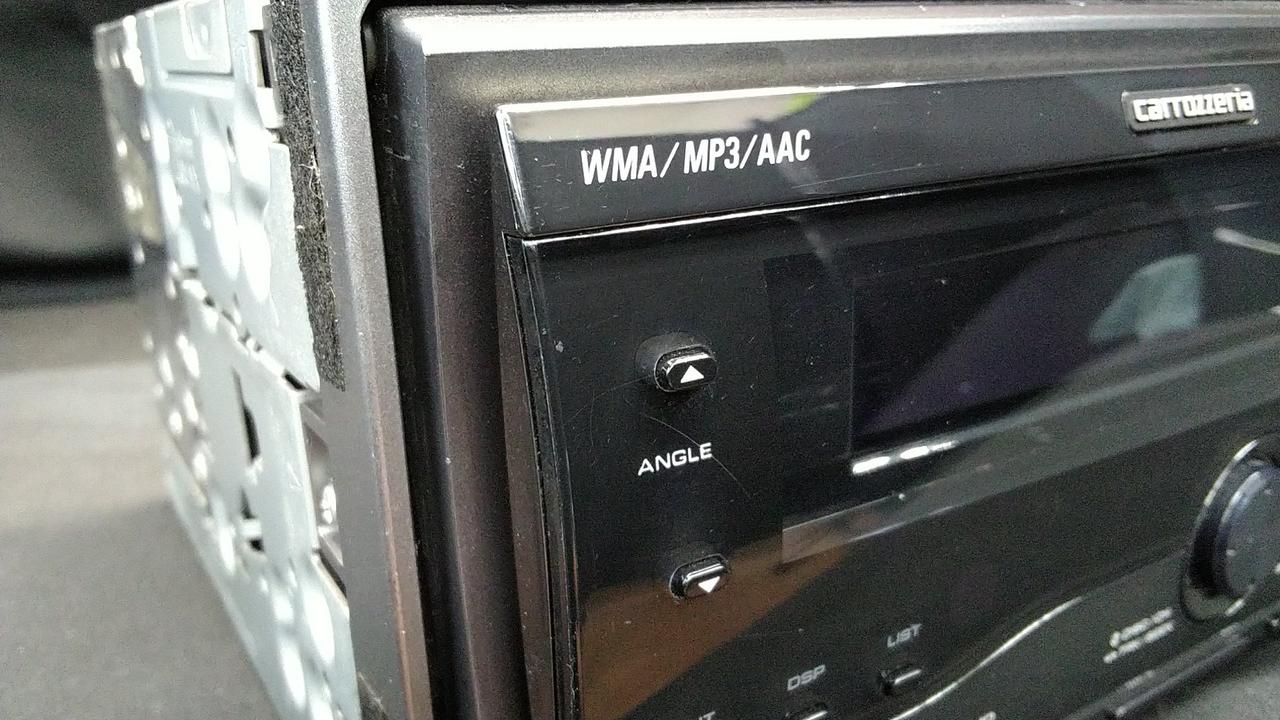 carrozzeria
WMA/MP3/AAC
ANGLE
LIST
DSP